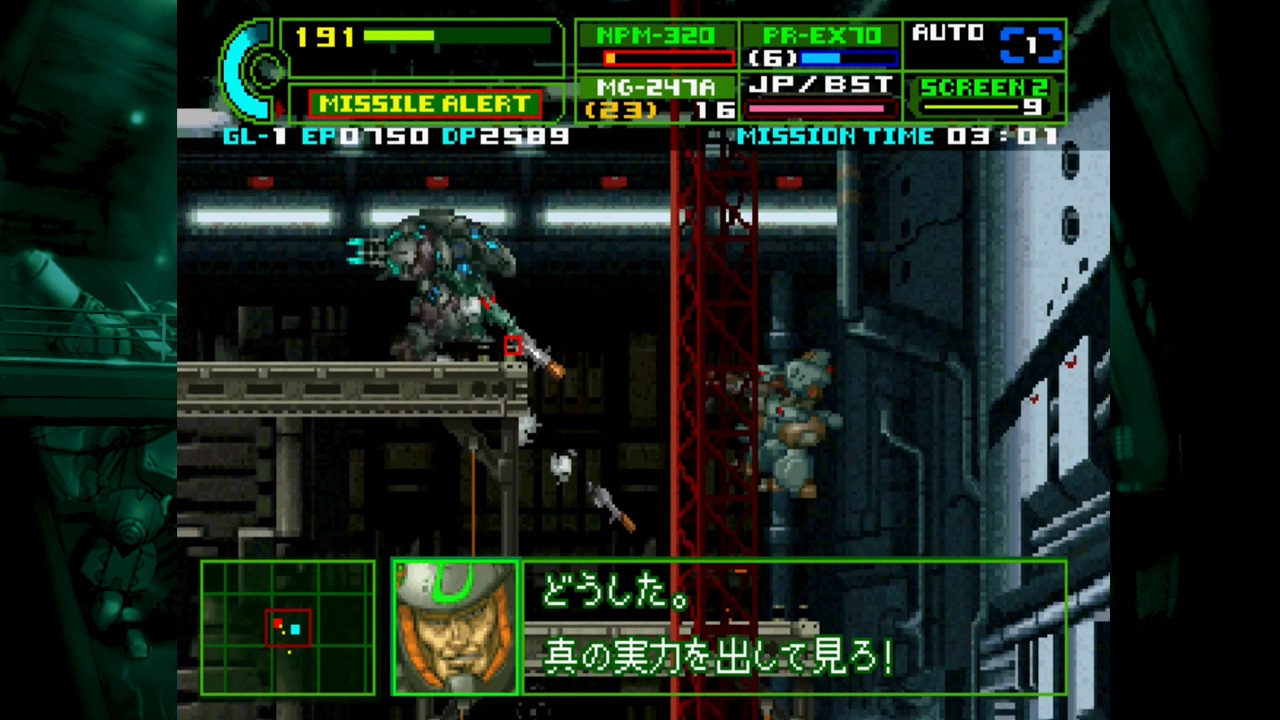 191
NPM-320
PR-EX70
AUTO
1
(6)
MISSILE ALERT
MG-247A
JP/BST
SCREEN 2
(23) 16
9
GL-1 EP0750 DP2589
MISSION TIME 03:01
どうした。
真の実力を出して見ろ!